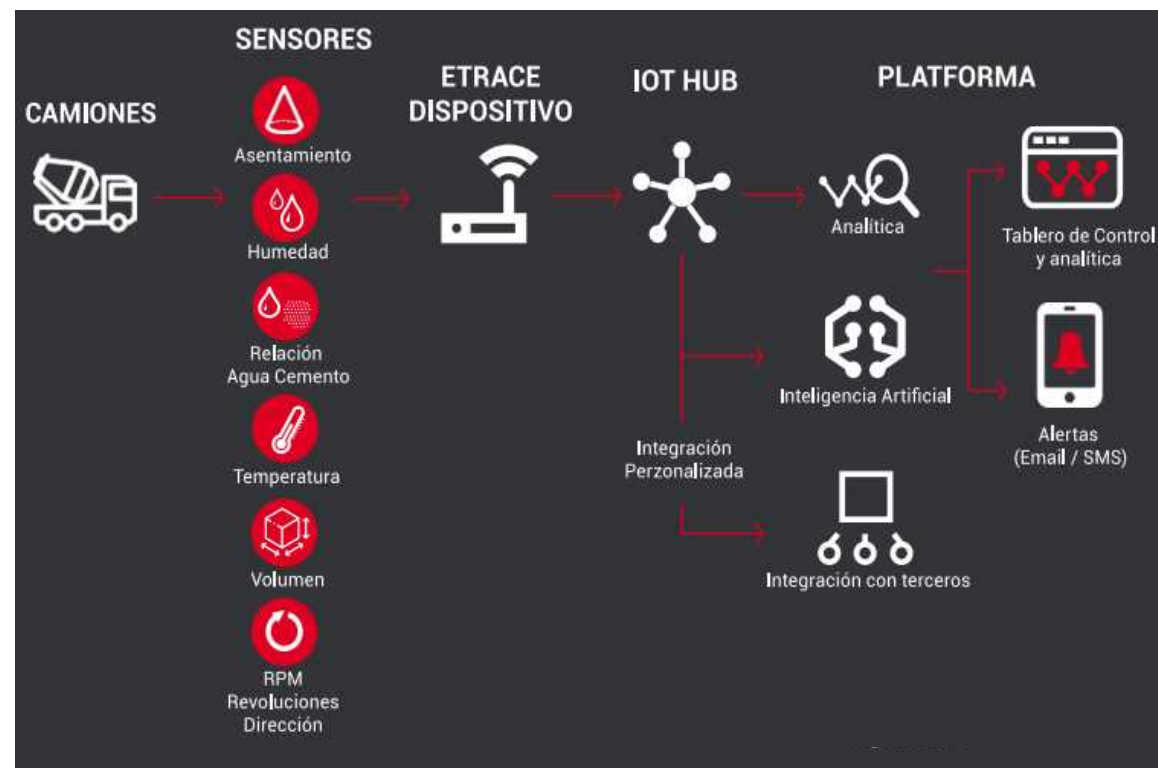 CAMIONES
SENSORES
Asentamiento
Humedad
Relación
Agua Cemento
Temperatura
Volumen
RPM
Revoluciones
Dirección
ETRACE
DISPOSITIVO
IOT HUB
Integración
Perzonalizada
PLATFORMA
Analítica
Inteligencia Artificial
Integración con terceros
Tablero de Control
y analítica
Alertas
(Email / SMS)